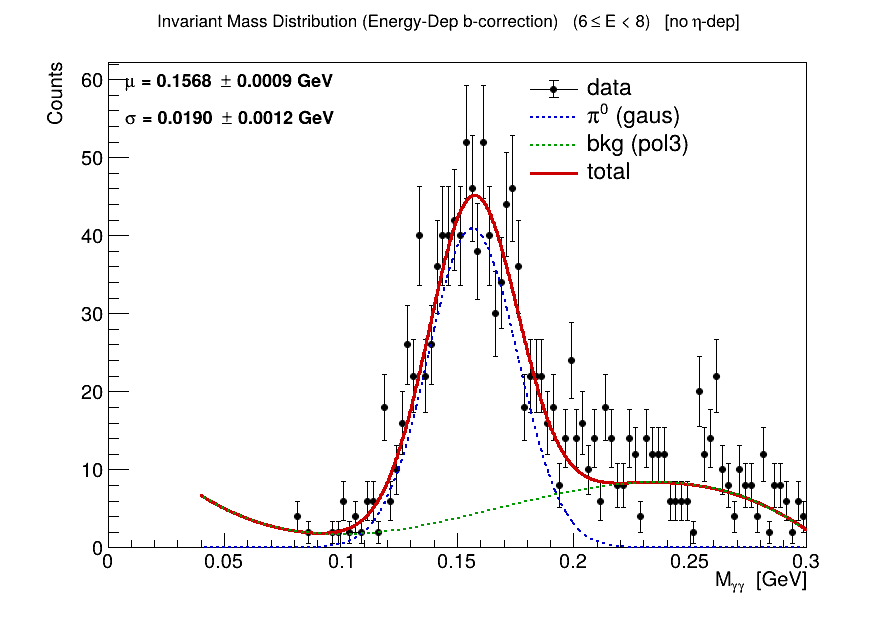 Invariant Mass Distribution (Energy-Dep b-correction) (6 ≤ E < 8) [no η-dep]
Counts
μ = 0.1568 ± 0.0009 GeV
σ = 0.0190 ± 0.0012 GeV
data
π⁰ (gaus)
bkg (pol3)
total
60
50
40
30
20
10
0
0 0.05 0.1 0.15 0.2 0.25 0.3
Mγγ [GeV]